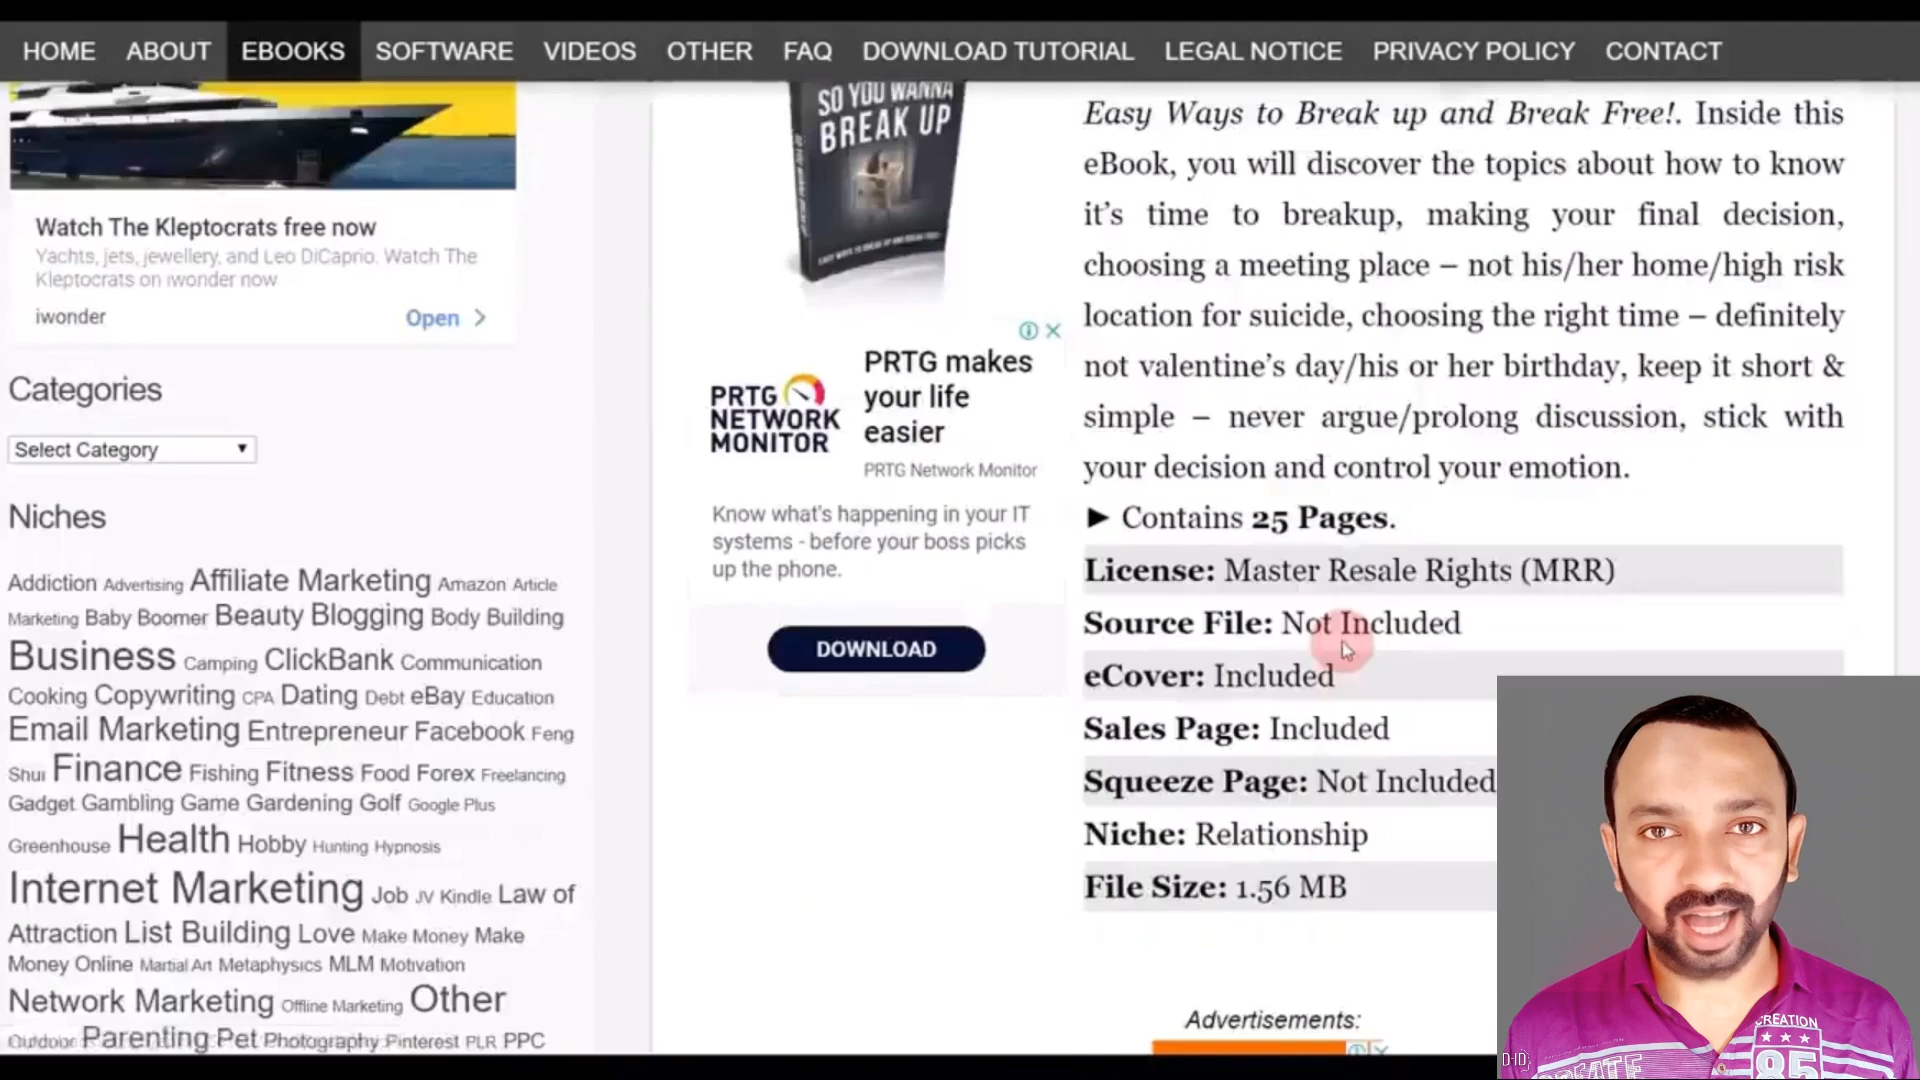 HOME ABOUT EBOOKS SOFTWARE VIDEOS OTHER FAQ DOWNLOAD TUTORIAL LEGAL NOTICE PRIVACY POLICY CONTACT
Watch The Kleptocrats free now
Yachts, jets, jewellery, and Leo DiCaprio. Watch The
Kleptocrats on iwonder now
iwonder
Open
Categories
Select Category
Niches
Addiction Advertising Affiliate Marketing Amazon Article
Marketing Baby Boomer Beauty Blogging Body Building
Business Camping ClickBank Communication
Cooking Copywriting CPA Dating Debt eBay Education
Email Marketing Entrepreneur Facebook Feng
Shui Finance Fishing Fitness Food Forex Freelancing
Gadget Gambling Game Gardening Golf Google Plus
Greenhouse Health Hobby Hunting Hypnosis
Internet Marketing Job JV Kindle Law of
Attraction List Building Love Make Money Make
Money Online Martial Art Metaphysics MLM Motivation
Network Marketing Offline Marketing Other
Outdoor Parenting Pet Photography Pinterest PLR PPC
SO YOU WANNA
BREAK UP
EASY WAYS TO BREAK UP AND BREAK FREE!
PRTG
NETWORK
MONITOR
PRTG makes
your life
easier
PRTG Network Monitor
Know what's happening in your IT
systems - before your boss picks
up the phone.
DOWNLOAD
Easy Ways to Break up and Break Free!. Inside this
eBook, you will discover the topics about how to know
it’s time to breakup, making your final decision,
choosing a meeting place – not his/her home/high risk
location for suicide, choosing the right time – definitely
not valentine’s day/his or her birthday, keep it short &
simple – never argue/prolong discussion, stick with
your decision and control your emotion.
► Contains 25 Pages.
License: Master Resale Rights (MRR)
Source File: Not Included
eCover: Included
Sales Page: Included
Squeeze Page: Not Included
Niche: Relationship
File Size: 1.56 MB
Advertisements:
CREATION
85
D-ID